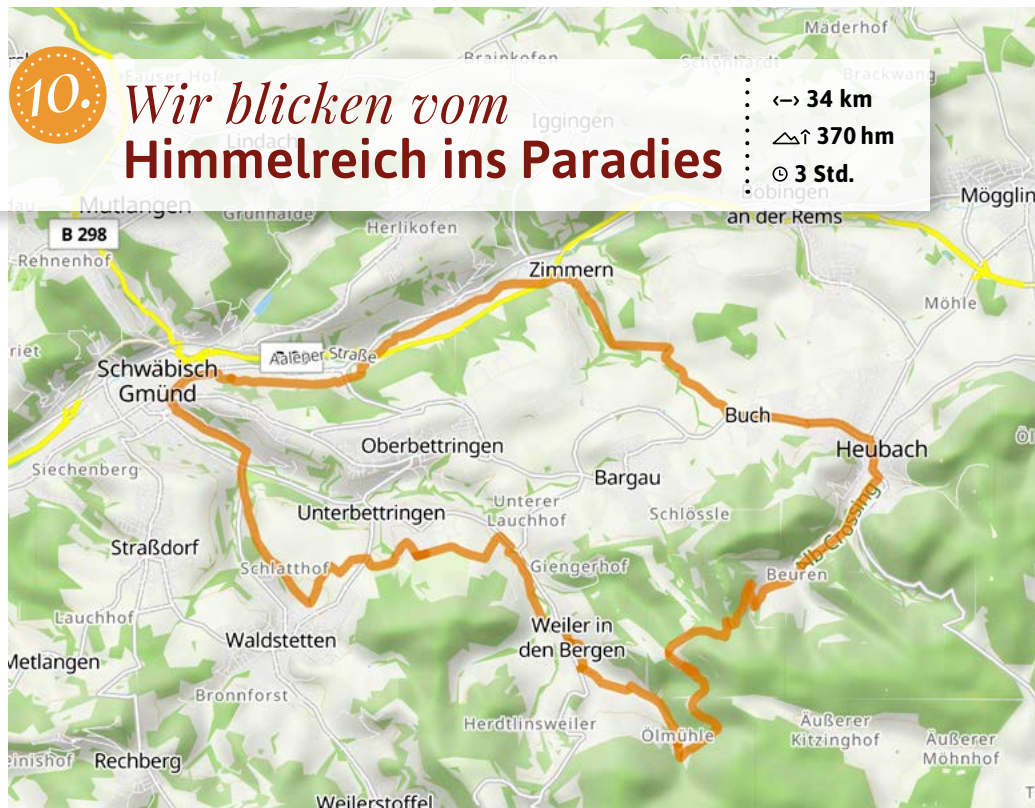 Mäderhof
Brainkofen
Schönhardt
Brackwang
10.
Wir blicken vom
Himmelreich ins Paradies
‹–› 34 km
370 hm
3 Std.
Iggingen
Lindach
Mutlangen
Grünhalde
Böbingen
an der Rems
B 298
Herlikofen
Rehnenhof
Zimmern
Möhle
Aalener Straße
Schwäbisch
Gmünd
Buch
Oberbettringen
Heubach
Siechenberg
Bargau
Unterer
Lauchhof
Unterbettringen
Schlössle
Straßdorf
Schlatthof
Giengerhof
Alb-Crossing
Beuren
Lauchhof
Waldstetten
Weiler in
den Bergen
Metlangen
Bronnforst
Herdtlinsweiler
Ölmühle
Äußerer
Kitzinghof
Äußerer
Möhnhof
Rechberg
Weilerstoffel